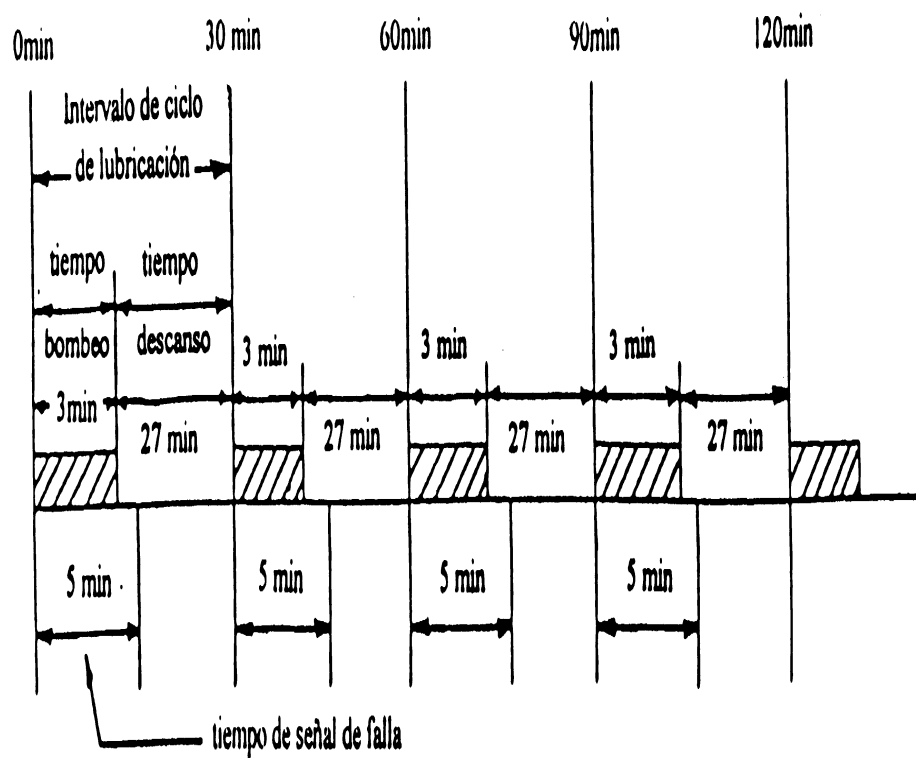 0min
30 min
60min
90min
120min
Intervalo de ciclo
de lubricación
tiempo
tiempo
bombeo
descanso
3 min
3 min
3 min
3min
27 min
27 min
27 min
27 min
5 min
5 min
5 min
5 min
tiempo de señal de falla